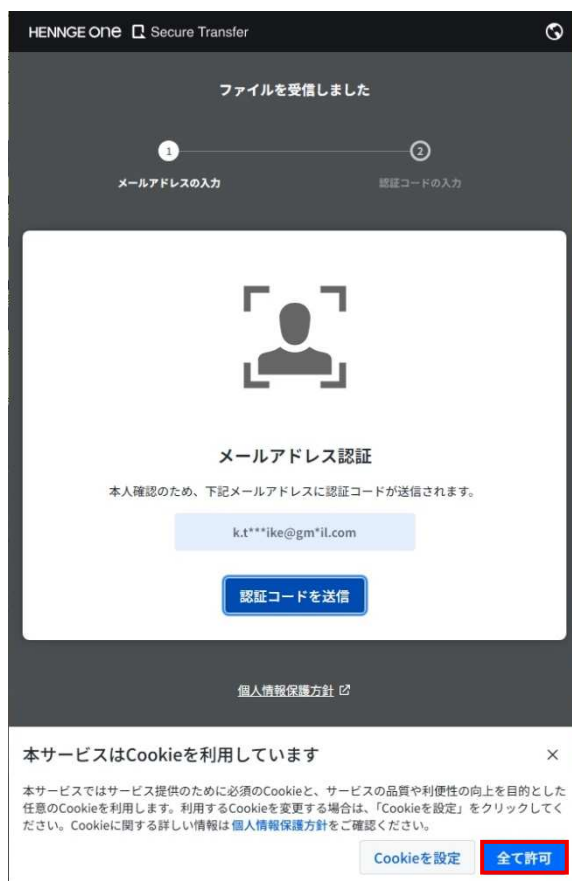 HENNGE One Secure Transfer
ファイルを受信しました
1
2
メールアドレスの入力
認証コードの入力
メールアドレス認証
本人確認のため、下記メールアドレスに認証コードが送信されます。
k.t***ike@gm*il.com
認証コードを送信
個人情報保護方針
本サービスはCookieを利用しています
本サービスではサービス提供のために必須のCookieと、サービスの品質や利便性の向上を目的とした
任意のCookieを利用します。利用するCookieを変更する場合は、「Cookieを設定」をクリックしてく
ださい。Cookieに関する詳しい情報は個人情報保護方針をご確認ください。
Cookieを設定
全て許可